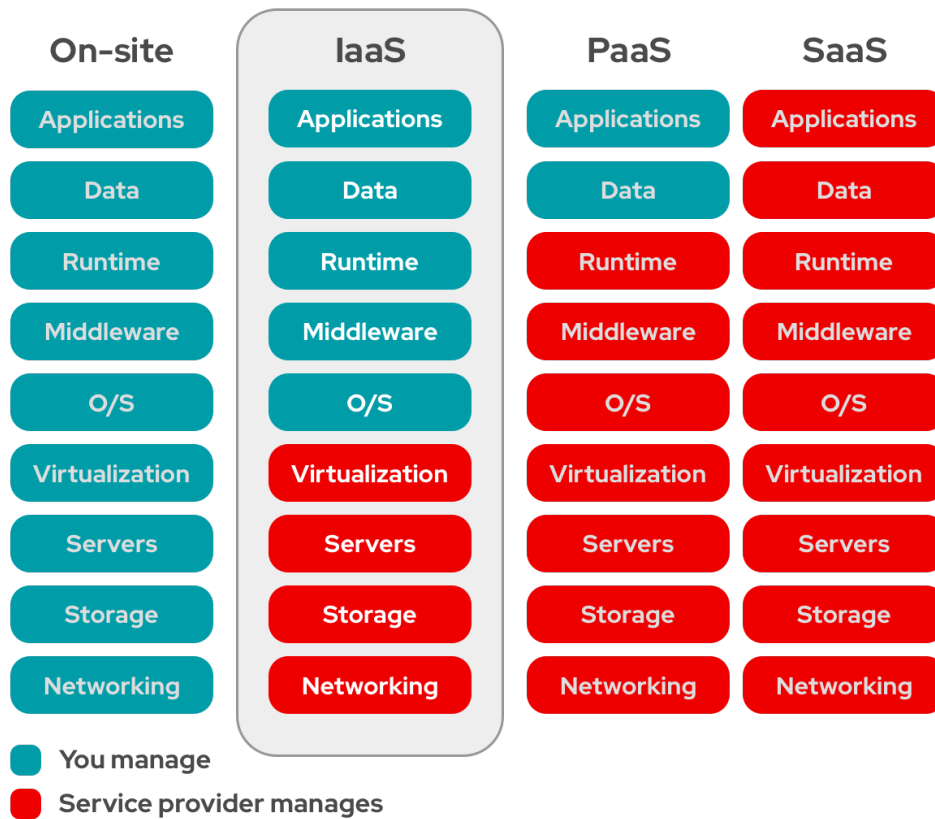 On-site
IaaS
PaaS
SaaS
Applications
Applications
Applications
Applications
Data
Data
Data
Data
Runtime
Runtime
Runtime
Runtime
Middleware
Middleware
Middleware
Middleware
O/S
O/S
O/S
O/S
Virtualization
Virtualization
Virtualization
Virtualization
Servers
Servers
Servers
Servers
Storage
Storage
Storage
Storage
Networking
Networking
Networking
Networking
You manage
Service provider manages